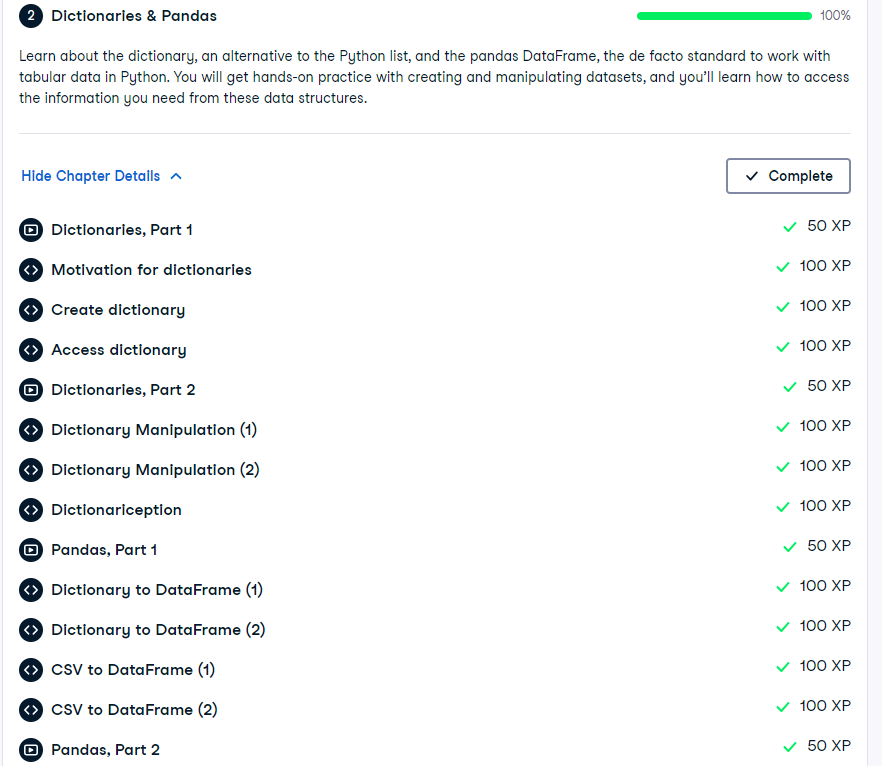 2 Dictionaries & Pandas 100%
Learn about the dictionary, an alternative to the Python list, and the pandas DataFrame, the de facto standard to work with
tabular data in Python. You will get hands-on practice with creating and manipulating datasets, and you’ll learn how to access
the information you need from these data structures.
Hide Chapter Details Complete
Dictionaries, Part 1 50 XP
Motivation for dictionaries 100 XP
Create dictionary 100 XP
Access dictionary 100 XP
Dictionaries, Part 2 50 XP
Dictionary Manipulation (1) 100 XP
Dictionary Manipulation (2) 100 XP
Dictionariception 100 XP
Pandas, Part 1 50 XP
Dictionary to DataFrame (1) 100 XP
Dictionary to DataFrame (2) 100 XP
CSV to DataFrame (1) 100 XP
CSV to DataFrame (2) 100 XP
Pandas, Part 2 50 XP